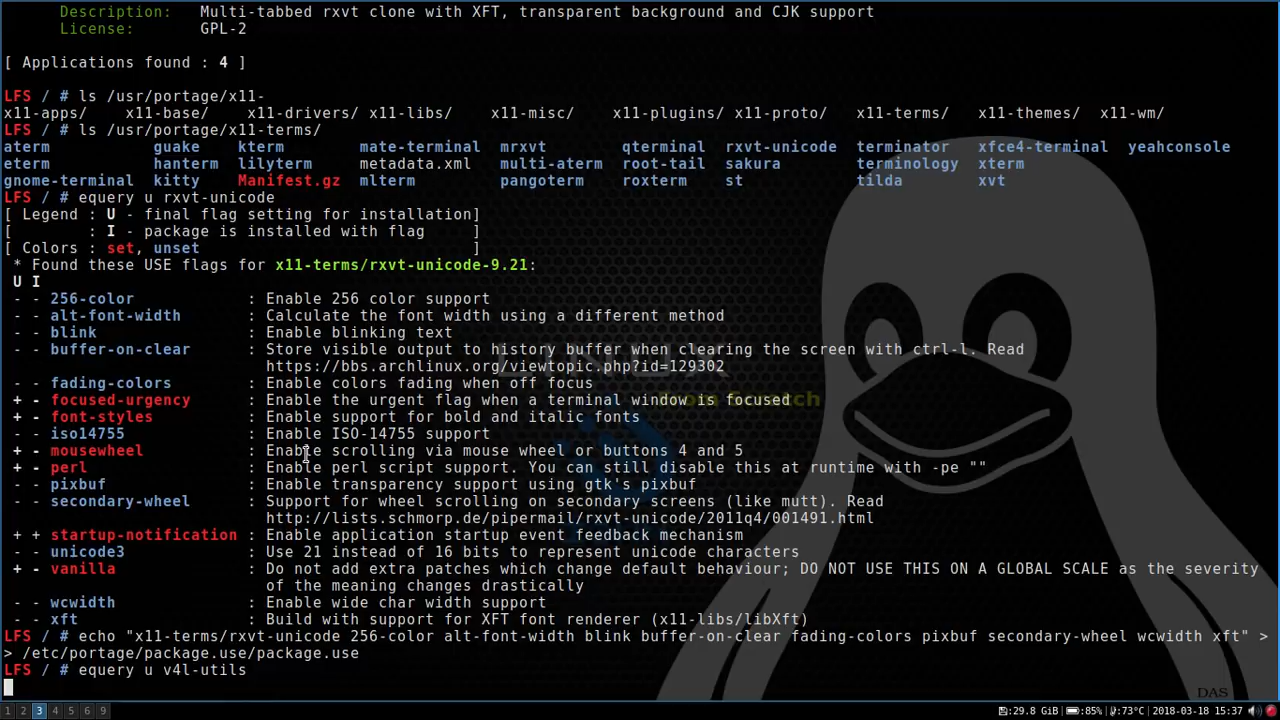 Description:   Multi-tabbed rxvt clone with XFT, transparent background and CJK support
License:       GPL-2
[ Applications found : 4 ]
LFS / # ls /usr/portage/x11-
x11-apps/    x11-base/    x11-drivers/ x11-libs/    x11-misc/    x11-plugins/ x11-proto/   x11-terms/   x11-themes/  x11-wm/
LFS / # ls /usr/portage/x11-terms/
aterm           guake     kterm        mate-terminal   mrxvt        qterminal   rxvt-unicode  terminator   xfce4-terminal  yeahconsole
eterm           hanterm   lilyterm     metadata.xml    multi-aterm  root-tail   sakura        terminology  xterm
gnome-terminal  kitty     Manifest.gz  mlterm          pangoterm    roxterm     st            tilda        xvt
LFS / # equery u rxvt-unicode
[ Legend : U - final flag setting for installation]
[        : I - package is installed with flag     ]
[ Colors : set, unset                             ]
 * Found these USE flags for x11-terms/rxvt-unicode-9.21:
 U I
 - - 256-color            : Enable 256 color support
 - - alt-font-width       : Calculate the font width using a different method
 - - blink                : Enable blinking text
 - - buffer-on-clear      : Store visible output to history buffer when clearing the screen with ctrl-l. Read
                            https://bbs.archlinux.org/viewtopic.php?id=129302
 - - fading-colors        : Enable colors fading when off focus
 + - focused-urgency      : Enable the urgent flag when a terminal window is focused
 + - font-styles          : Enable support for bold and italic fonts
 - - iso14755             : Enable ISO-14755 support
 + - mousewheel           : Enable scrolling via mouse wheel or buttons 4 and 5
 + - perl                 : Enable perl script support. You can still disable this at runtime with -pe ""
 - - pixbuf               : Enable transparency support using gtk's pixbuf
 - - secondary-wheel      : Support for wheel scrolling on secondary screens (like mutt). Read
                            http://lists.schmorp.de/pipermail/rxvt-unicode/2011q4/001491.html
 + + startup-notification : Enable application startup event feedback mechanism
 - - unicode3             : Use 21 instead of 16 bits to represent unicode characters
 + - vanilla              : Do not add extra patches which change default behaviour; DO NOT USE THIS ON A GLOBAL SCALE as the severity
                            of the meaning changes drastically
 - - wcwidth              : Enable wide char width support
 - - xft                  : Build with support for XFT font renderer (x11-libs/libXft)
LFS / # echo "x11-terms/rxvt-unicode 256-color alt-font-width blink buffer-on-clear fading-colors pixbuf secondary-wheel wcwidth xft" >
> /etc/portage/package.use/package.use
LFS / # equery u v4l-utils
DAS
1 2 3 4 5 6 9    :29.8 GiB :85% :73°C 2018-03-18 15:37